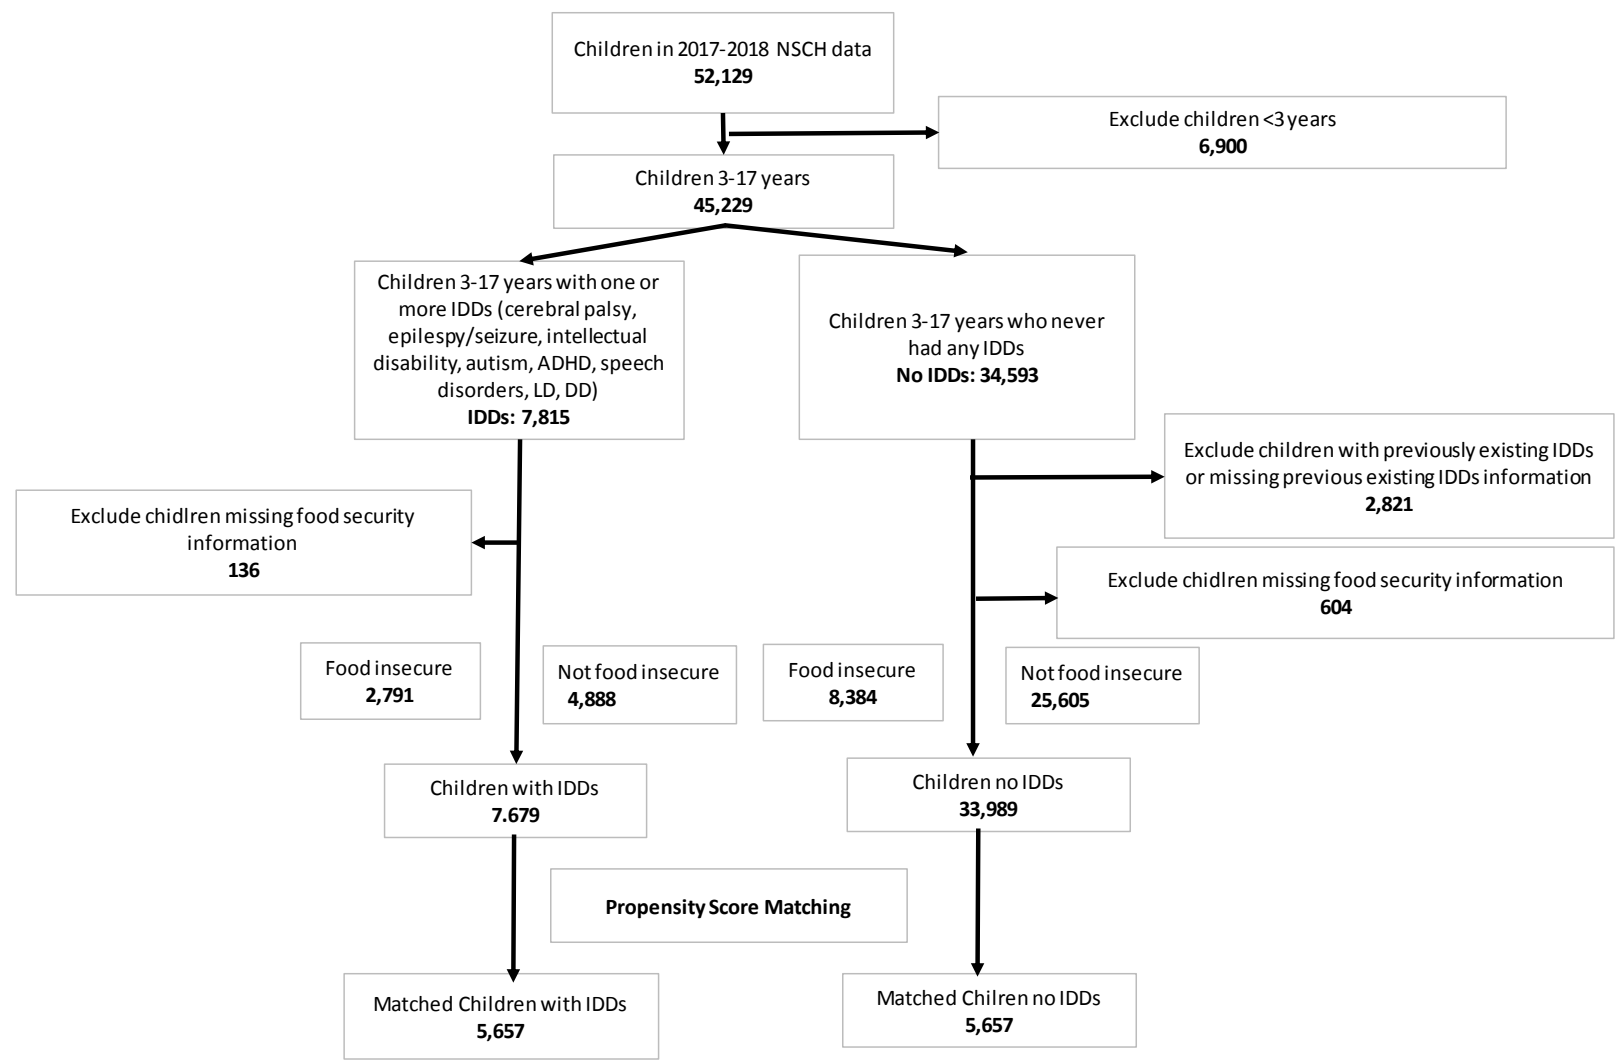 Children in 2017-2018 NSCH data
52,129
Exclude children <3 years
6,900
Children 3-17 years
45,229
Children 3-17 years with one or
more IDDs (cerebral palsy,
epilespy/seizure, intellectual
disability, autism, ADHD, speech
disorders, LD, DD)
IDDs: 7,815
Children 3-17 years who never
had any IDDs
No IDDs: 34,593
Exclude children with previously existing IDDs
or missing previous existing IDDs information
2,821
Exclude chidlren missing food security
information
136
Exclude chidlren missing food security information
604
Food insecure
2,791
Not food insecure
4,888
Food insecure
8,384
Not food insecure
25,605
Children with IDDs
7.679
Children no IDDs
33,989
Propensity Score Matching
Matched Children with IDDs
5,657
Matched Chilren no IDDs
5,657